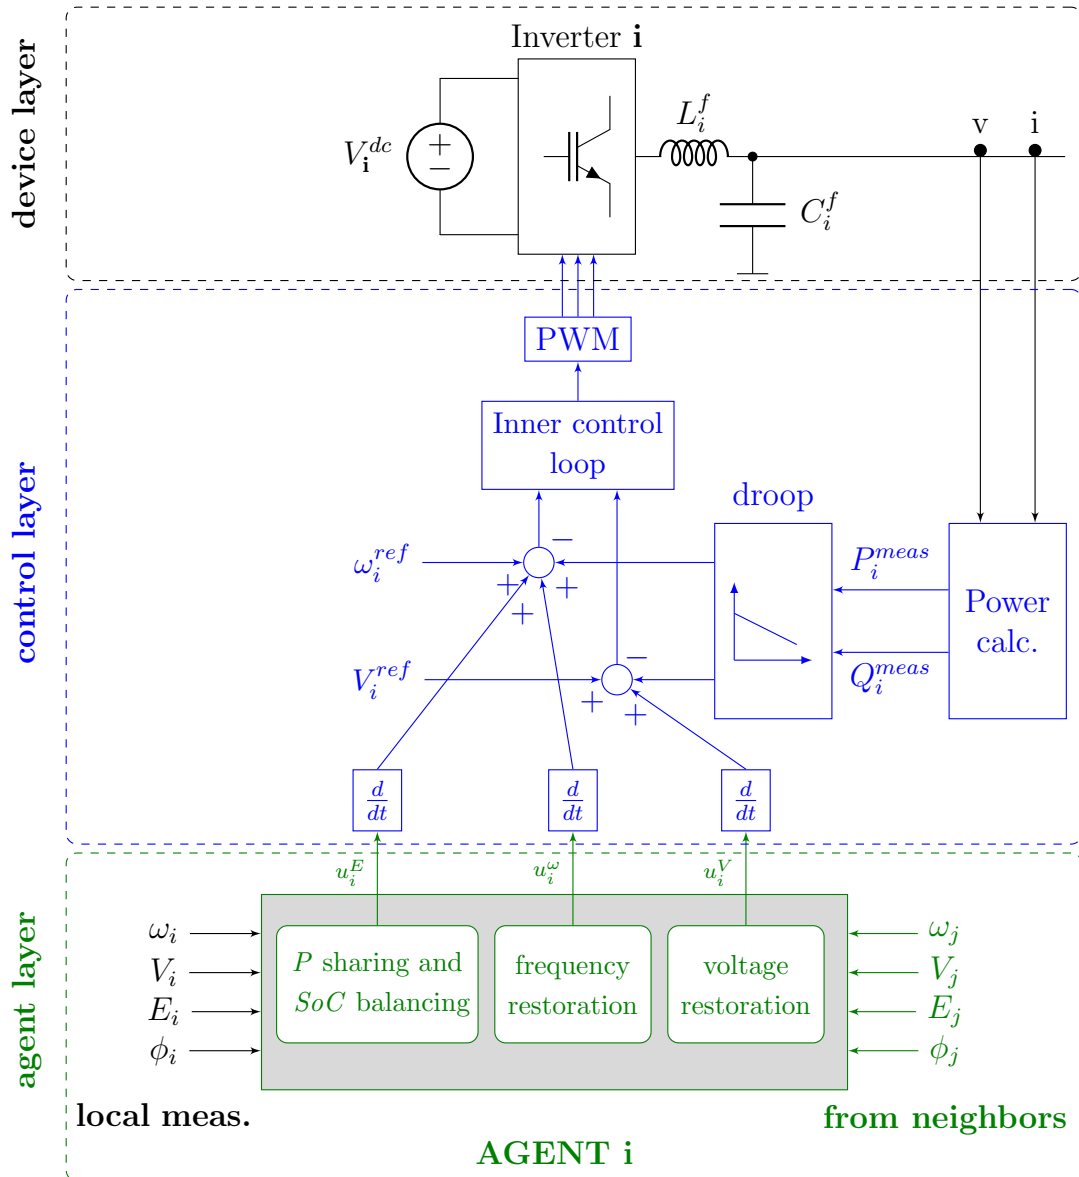 device layer
Inverter i
V_i^{dc}
+
−
L_i^f
C_i^f
v
i
control layer
PWM
Inner control
loop
droop
ω_i^{ref}
−
+
+
+
V_i^{ref}
−
+
+
P_i^{meas}
Q_i^{meas}
Power
calc.
d/dt
d/dt
d/dt
agent layer
u_i^E
u_i^ω
u_i^V
ω_i
V_i
E_i
ϕ_i
P sharing and
SoC balancing
frequency
restoration
voltage
restoration
ω_j
V_j
E_j
ϕ_j
local meas.
from neighbors
AGENT i